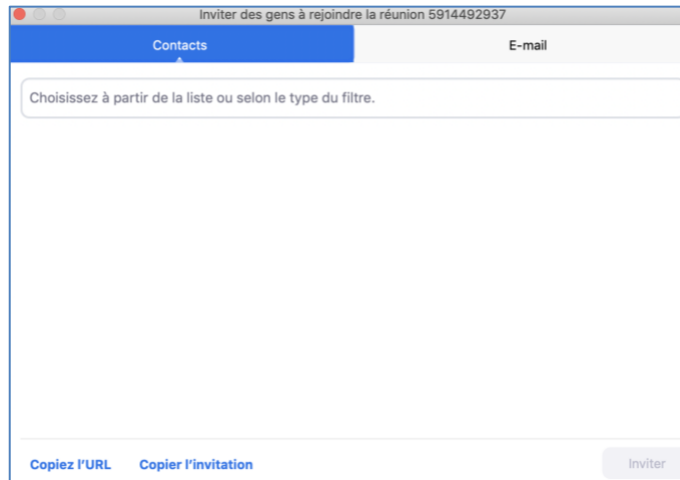 Inviter des gens à rejoindre la réunion 5914492937
Contacts E-mail
Choisissez à partir de la liste ou selon le type du filtre.
Copiez l'URL Copier l'invitation Inviter